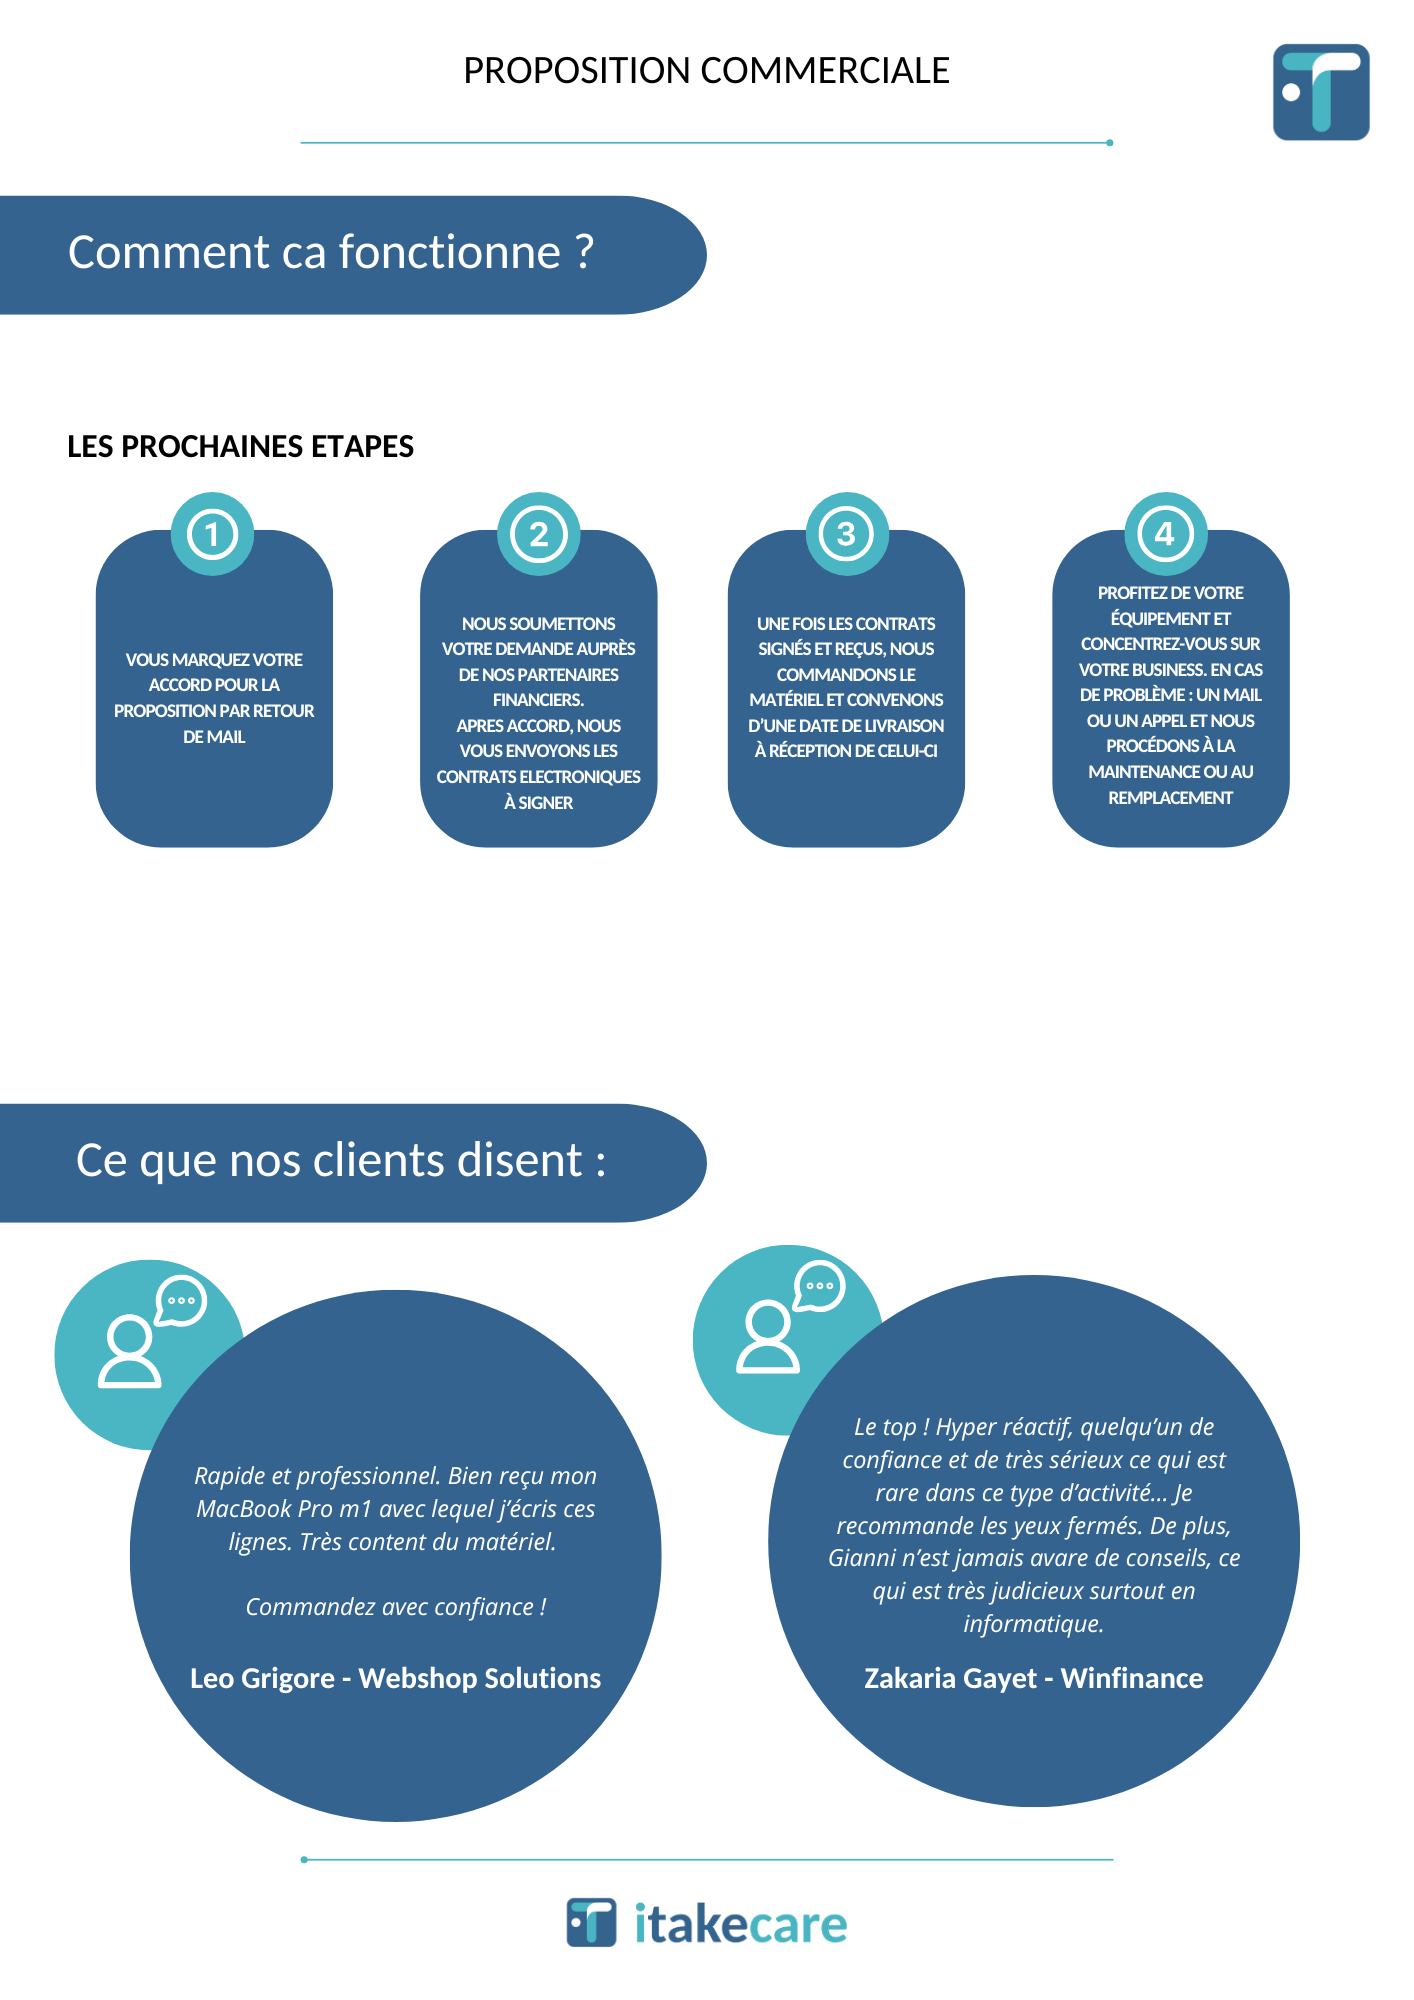 PROPOSITION COMMERCIALE
Comment ca fonctionne ?
LES PROCHAINES ETAPES
1
VOUS MARQUEZ VOTRE
ACCORD POUR LA
PROPOSITION PAR RETOUR
DE MAIL
2
NOUS SOUMETTONS
VOTRE DEMANDE AUPRÈS
DE NOS PARTENAIRES
FINANCIERS.
APRES ACCORD, NOUS
VOUS ENVOYONS LES
CONTRATS ELECTRONIQUES
À SIGNER
3
UNE FOIS LES CONTRATS
SIGNÉS ET REÇUS, NOUS
COMMANDONS LE
MATÉRIEL ET CONVENONS
D’UNE DATE DE LIVRAISON
À RÉCEPTION DE CELUI-CI
4
PROFITEZ DE VOTRE
ÉQUIPEMENT ET
CONCENTREZ-VOUS SUR
VOTRE BUSINESS. EN CAS
DE PROBLÈME : UN MAIL
OU UN APPEL ET NOUS
PROCÉDONS À LA
MAINTENANCE OU AU
REMPLACEMENT
Ce que nos clients disent :
Rapide et professionnel. Bien reçu mon
MacBook Pro m1 avec lequel j’écris ces
lignes. Très content du matériel.
Commandez avec confiance !
Leo Grigore - Webshop Solutions
Le top ! Hyper réactif, quelqu’un de
confiance et de très sérieux ce qui est
rare dans ce type d’activité... Je
recommande les yeux fermés. De plus,
Gianni n’est jamais avare de conseils, ce
qui est très judicieux surtout en
informatique.
Zakaria Gayet - Winfinance
itakecare